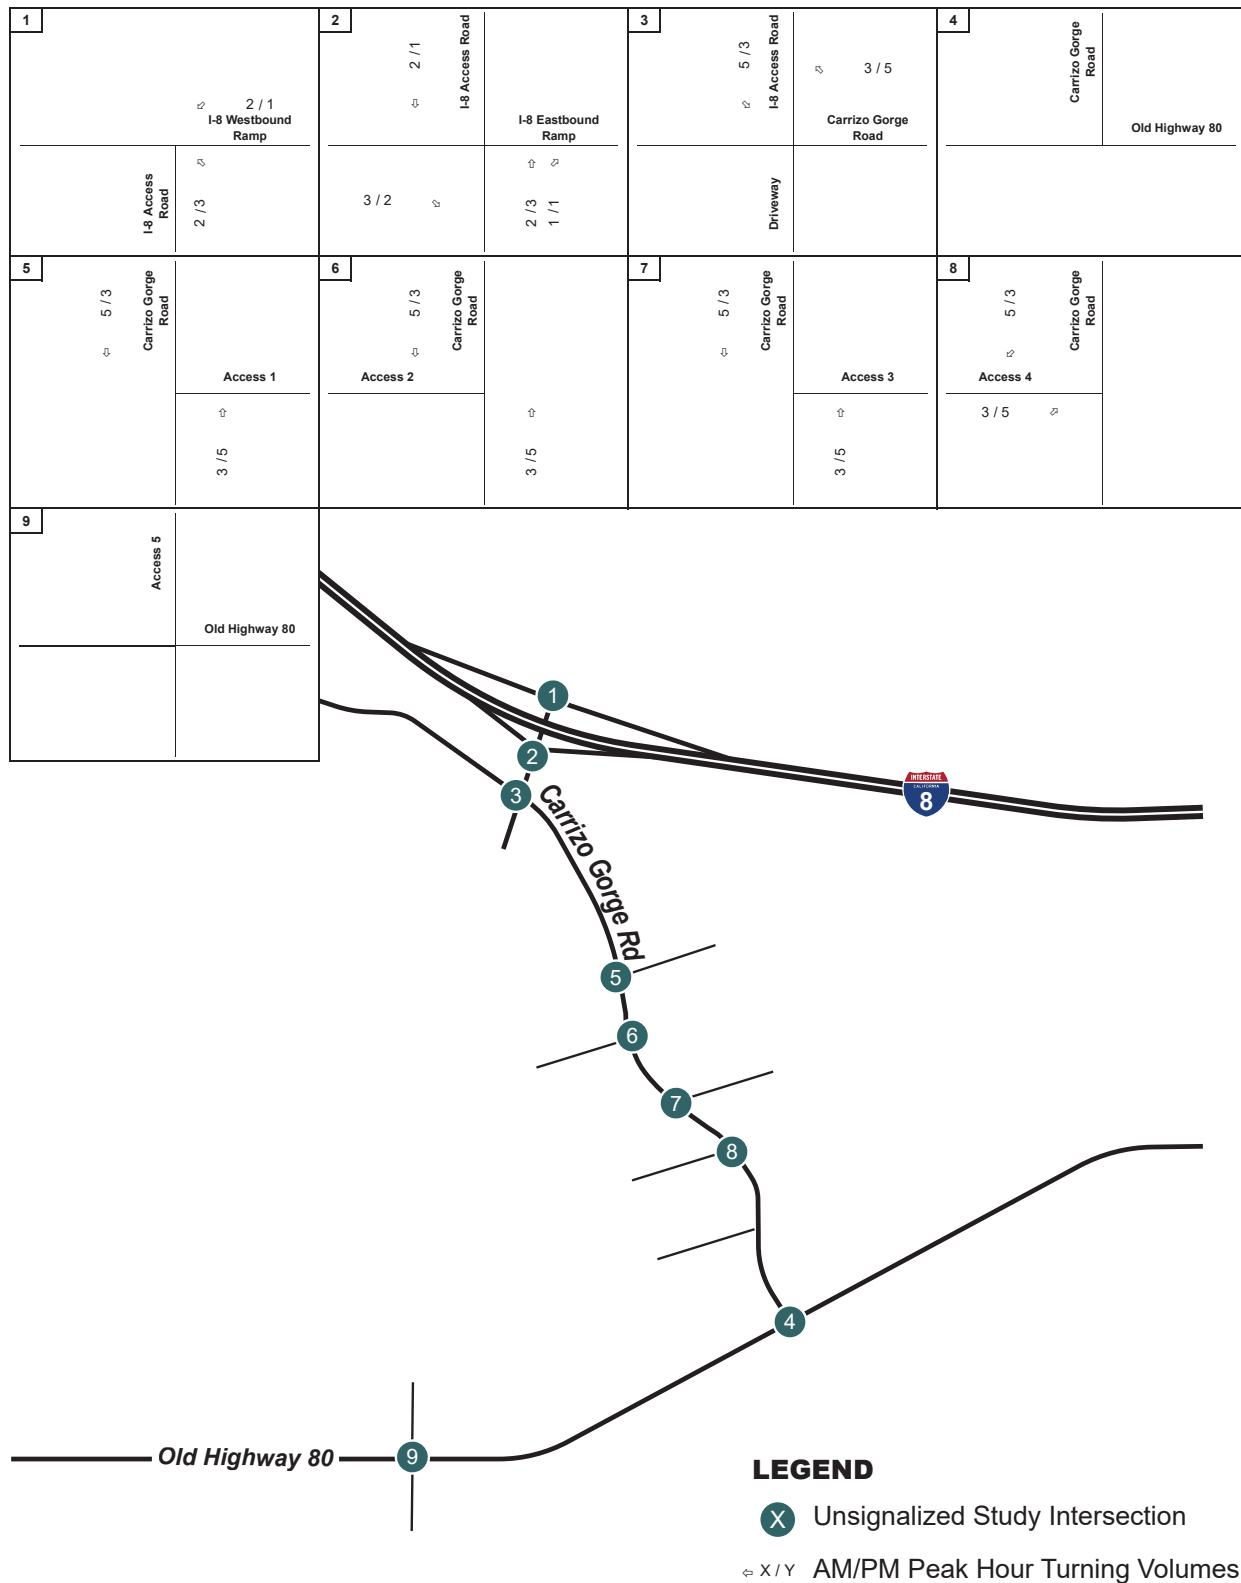 1
2 / 1
I-8 Westbound
Ramp
I-8 Access
Road
2 / 3
2
2 / 1
I-8 Access Road
I-8 Eastbound
Ramp
3 / 2
2 / 3
1 / 1
3
5 / 3
I-8 Access Road
3 / 5
Carrizo Gorge
Road
Driveway
4
Carrizo Gorge
Road
Old Highway 80
5
5 / 3
Carrizo Gorge
Road
Access 1
3 / 5
6
5 / 3
Carrizo Gorge
Road
Access 2
3 / 5
7
5 / 3
Carrizo Gorge
Road
Access 3
3 / 5
8
5 / 3
Carrizo Gorge
Road
Access 4
3 / 5
9
Access 5
Old Highway 80
1
2
3
Carrizo Gorge Rd
INTERSTATE
CALIFORNIA
8
5
6
7
8
4
Old Highway 80
9
LEGEND
X Unsignalized Study Intersection
X / Y AM/PM Peak Hour Turning Volumes